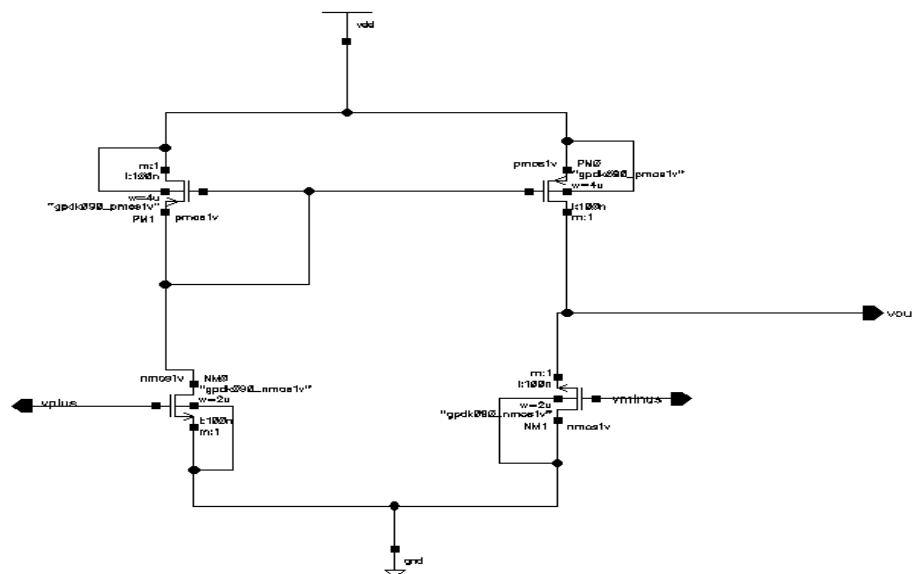 vdd
m:1
l:100n
w=4u
"gpdk090_pmos1v"
PM1 pmos1v
pmos1v PM0
"gpdk090_pmos1v"
w=4u
l:100n
m:1
vou
nmos1v NM0
"gpdk090_nmos1v"
w=2u
l:100n
m:1
vplus
m:1
l:100n
w=2u
"gpdk090_nmos1v"
NM1 nmos1v
vminus
gnd